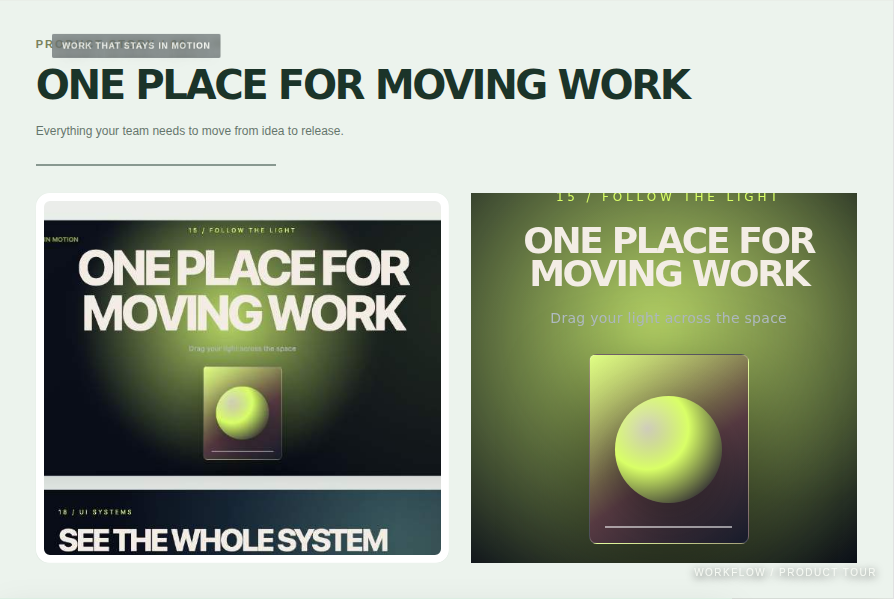 WORK THAT STAYS IN MOTION
ONE PLACE FOR MOVING WORK
Everything your team needs to move from idea to release.
IN MOTION
15 / FOLLOW THE LIGHT
ONE PLACE FOR
MOVING WORK
Drag your light across the space
18 / UI SYSTEMS
SEE THE WHOLE SYSTEM
15 / FOLLOW THE LIGHT
ONE PLACE FOR
MOVING WORK
Drag your light across the space
WORKFLOW / PRODUCT TOUR